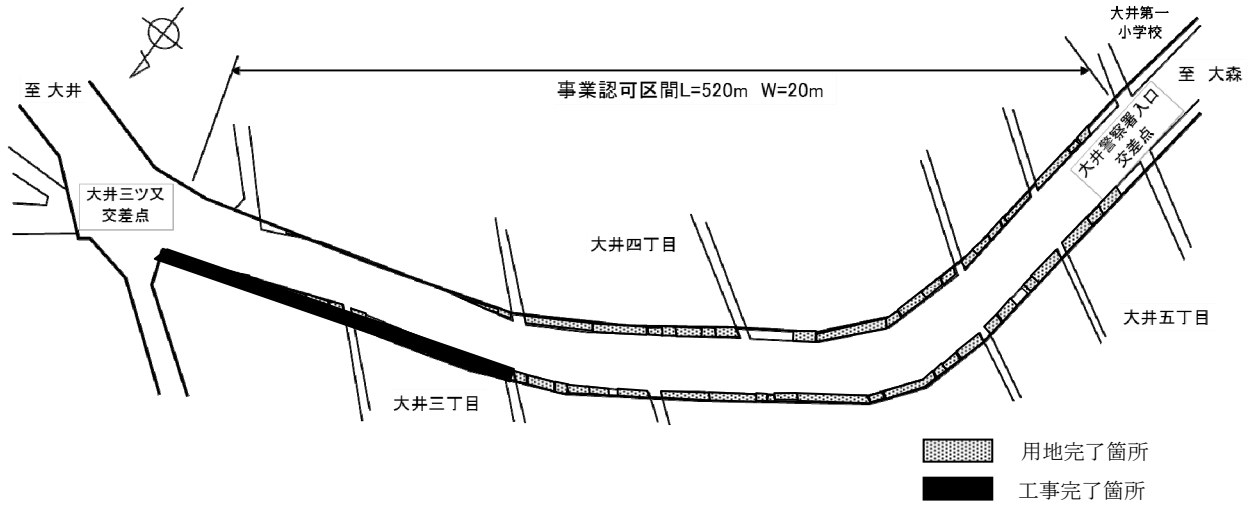 大井第一
小学校
至 大井
事業認可区間L=520m W=20m
至 大森
大井警察署入口
交差点
大井三ツ又
交差点
大井四丁目
大井五丁目
大井三丁目
用地完了箇所
工事完了箇所